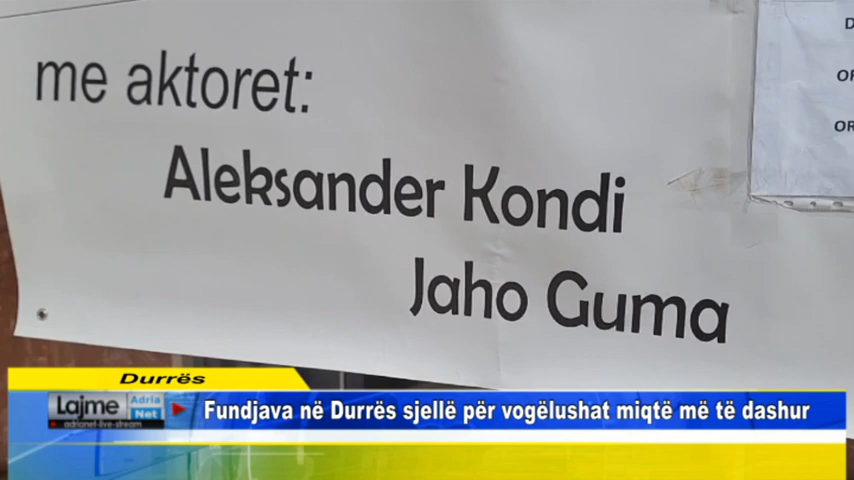 me aktoret:
Aleksander Kondi
Jaho Guma
Durrës
Lajme Adria Net
adrianet-live-stream
Fundjava në Durrës sjellë për vogëlushat miqtë më të dashur